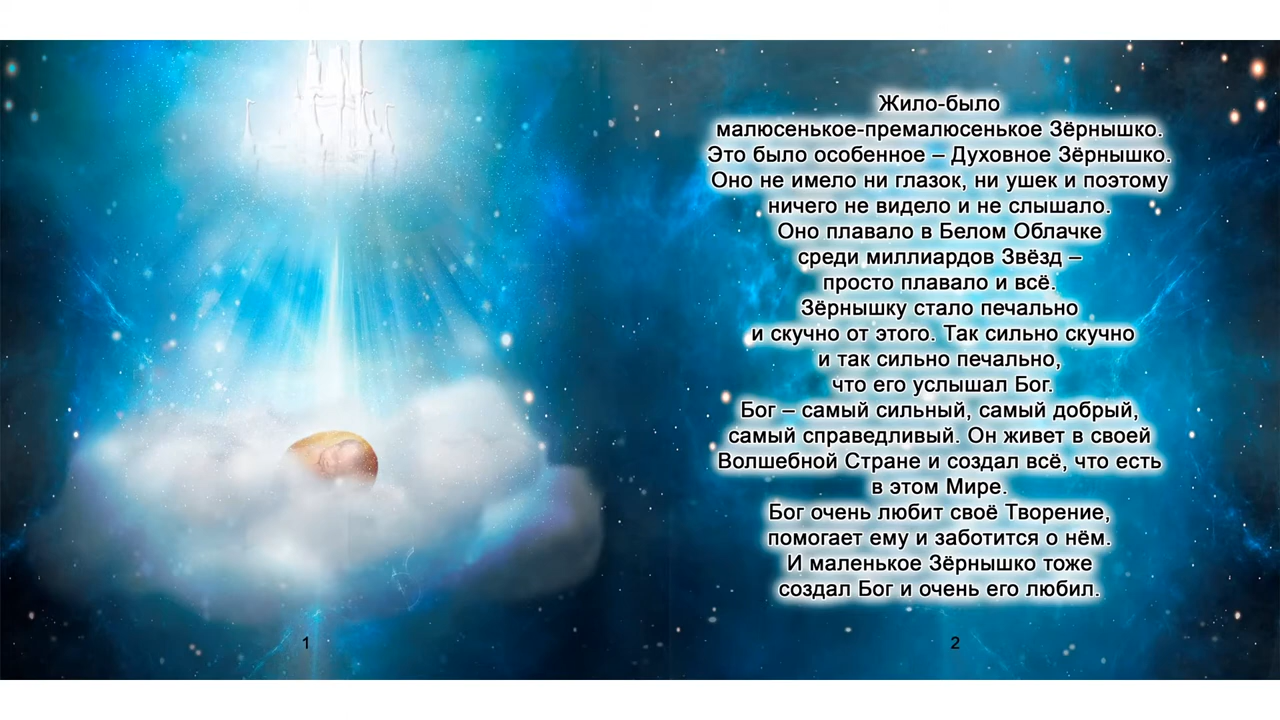 Жило-было
малюсенькое-премалюсенькое Зёрнышко.
Это было особенное – Духовное Зёрнышко.
Оно не имело ни глазок, ни ушек и поэтому
ничего не видело и не слышало.
Оно плавало в Белом Облачке
среди миллиардов Звёзд –
просто плавало и всё.
Зёрнышку стало печально
и скучно от этого. Так сильно скучно
и так сильно печально,
что его услышал Бог.
Бог – самый сильный, самый добрый,
самый справедливый. Он живет в своей
Волшебной Стране и создал всё, что есть
в этом Мире.
Бог очень любит своё Творение,
помогает ему и заботится о нём.
И маленькое Зёрнышко тоже
создал Бог и очень его любил.
1
2